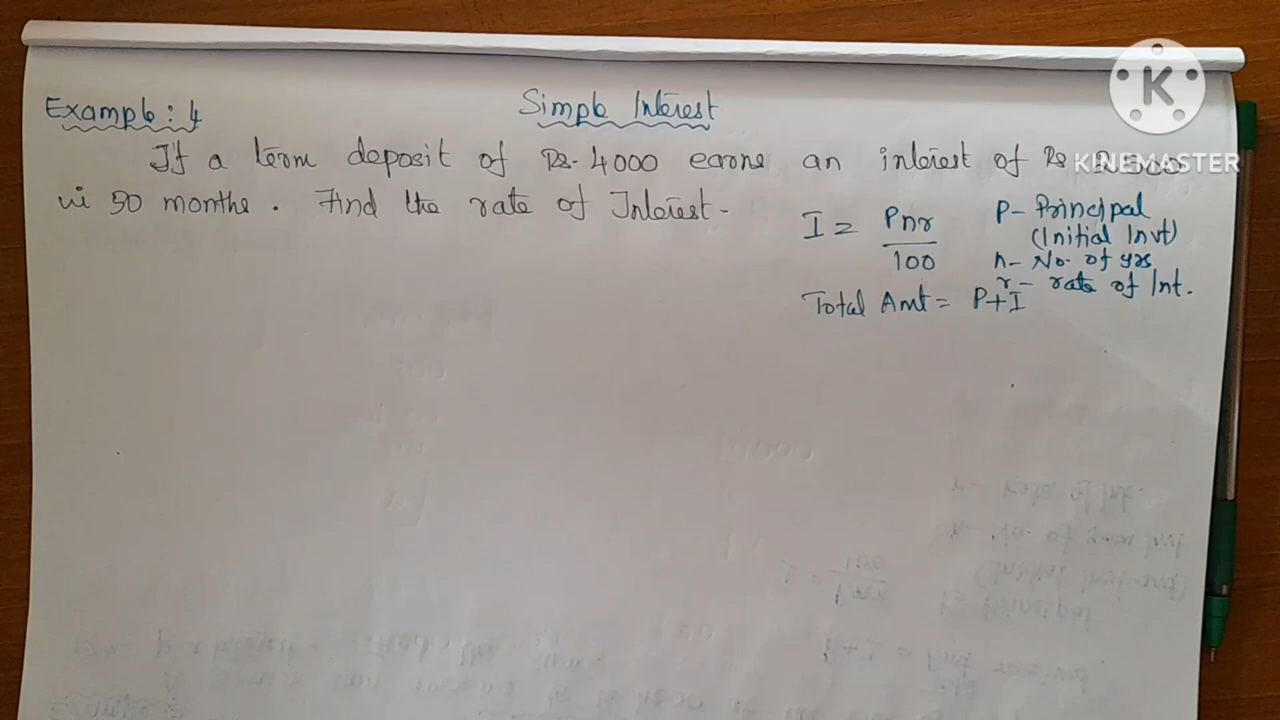 Simple Interest
Example: 4
If a term deposit of Rs. 4000 earns an interest of Rs
in 50 months. Find the rate of Interest.
I = Pnr
100
P- Principal
(Initial Invt)
n- No. of yrs
r- rate of Int.
Total Amt = P+I
K
KINEMASTER